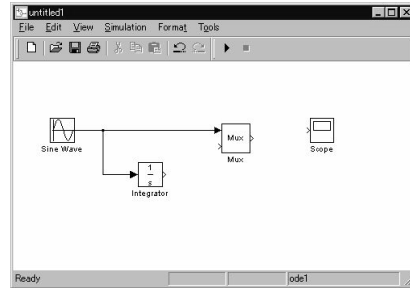 untitled1
File Edit View Simulation Format Tools
Sine Wave
1
s
Integrator
Mux
Mux
Scope
Ready
ode1